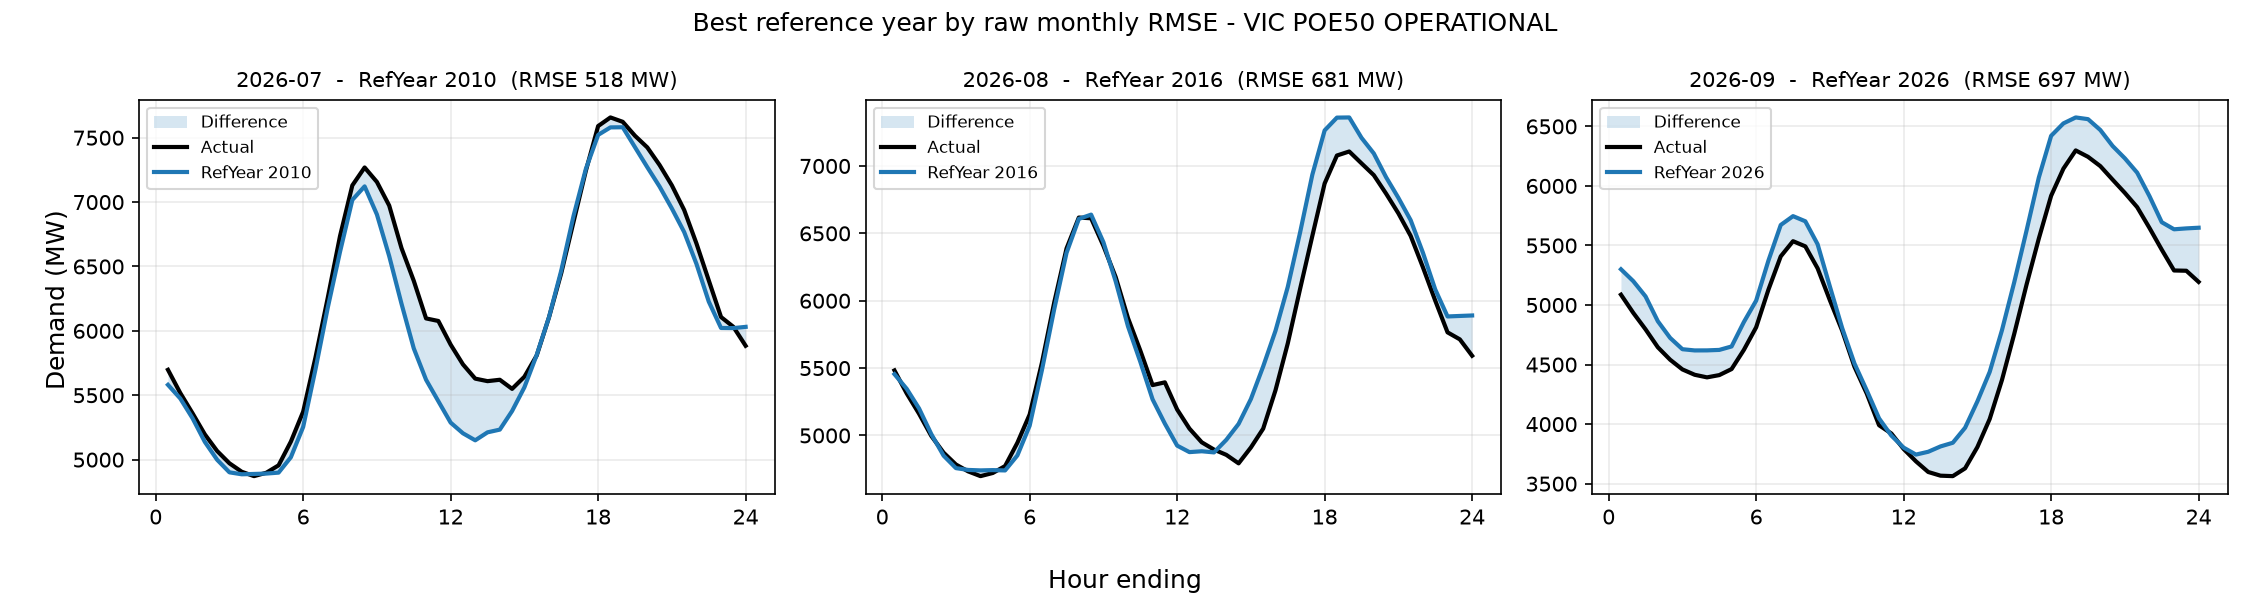 Best reference year by raw monthly RMSE - VIC POE50 OPERATIONAL
2026-07 - RefYear 2010 (RMSE 518 MW)
Difference
Actual
RefYear 2010
7500
7000
6500
6000
5500
5000
0 6 12 18 24
Demand (MW)
2026-08 - RefYear 2016 (RMSE 681 MW)
Difference
Actual
RefYear 2016
7000
6500
6000
5500
5000
0 6 12 18 24
2026-09 - RefYear 2026 (RMSE 697 MW)
Difference
Actual
RefYear 2026
6500
6000
5500
5000
4500
4000
3500
0 6 12 18 24
Hour ending